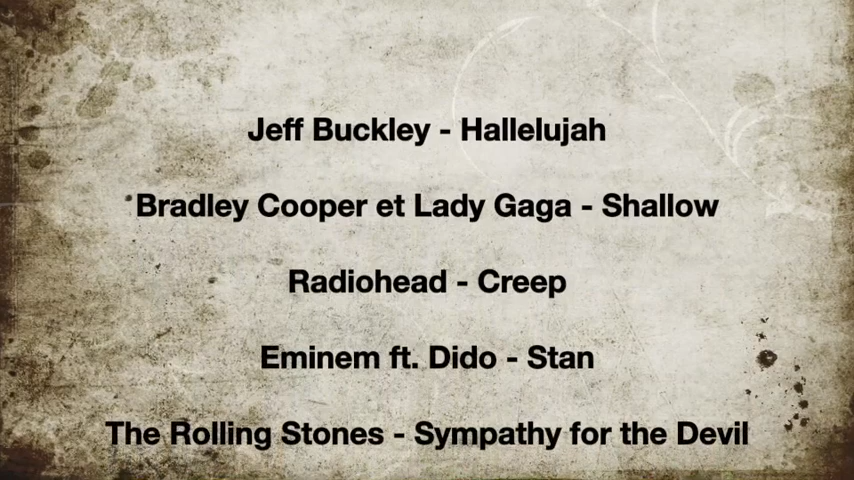 Jeff Buckley - Hallelujah
Bradley Cooper et Lady Gaga - Shallow
Radiohead - Creep
Eminem ft. Dido - Stan
The Rolling Stones - Sympathy for the Devil